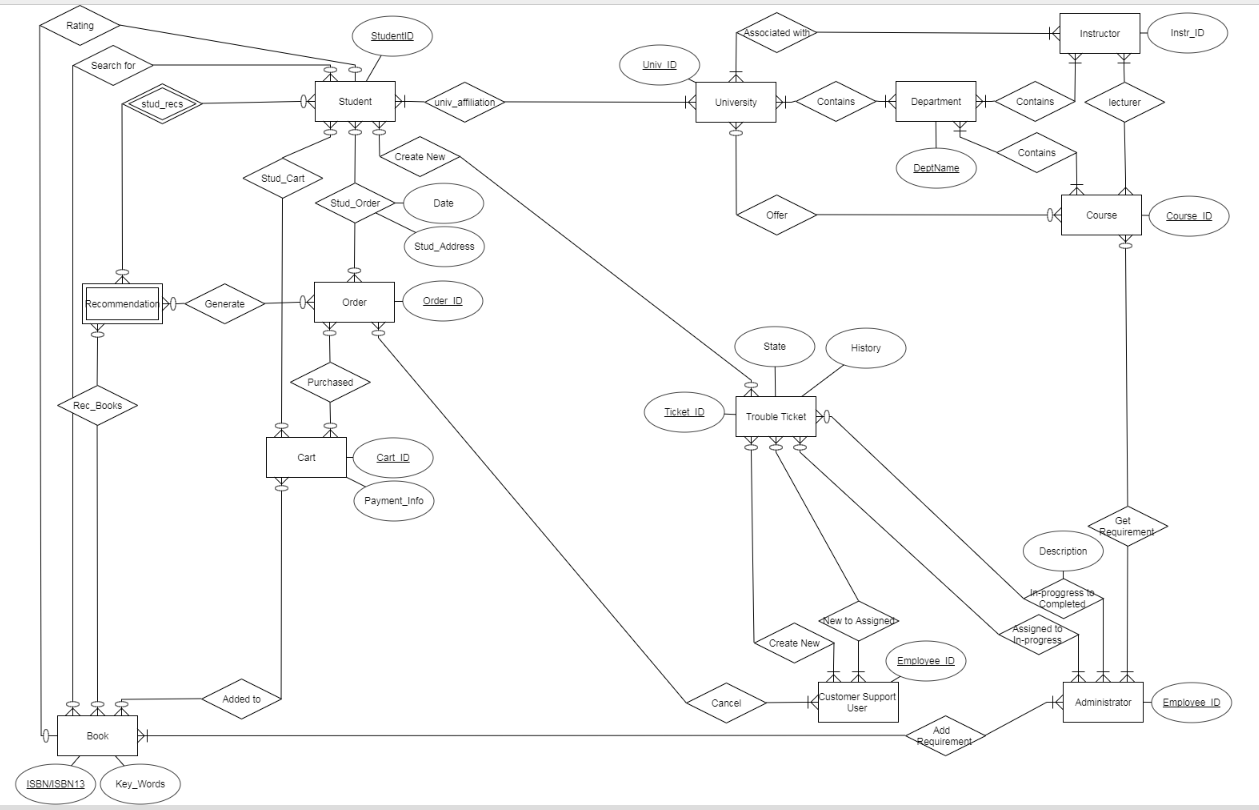 Rating
StudentID
Associated with
Instructor
Instr_ID
Search for
Univ_ID
stud_recs
Student
univ_affiliation
University
Contains
Department
Contains
lecturer
Create New
Contains
DeptName
Stud_Cart
Stud_Order
Date
Offer
Course
Course_ID
Stud_Address
Recommendation
Generate
Order
Order_ID
State
History
Purchased
Rec_Books
Ticket_ID
Trouble Ticket
Cart
Cart_ID
Payment_Info
Get
Requirement
Description
In-proggress to
Completed
New to Assigned
Assigned to
In-progress
Create New
Employee_ID
Added to
Cancel
Customer Support
User
Administrator
Employee_ID
Book
Add
Requirement
ISBN/ISBN13
Key_Words